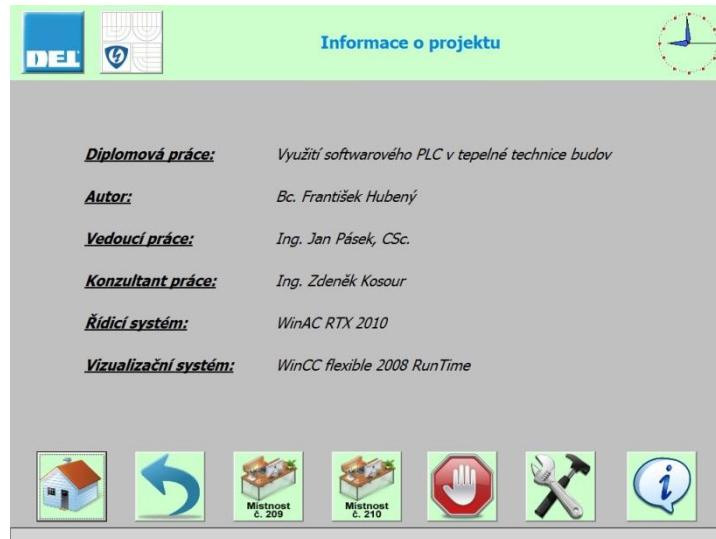 DEL
Informace o projektu
Diplomová práce: Využití softwarového PLC v tepelné technice budov
Autor: Bc. František Hubený
Vedoucí práce: Ing. Jan Pásek, CSc.
Konzultant práce: Ing. Zdeněk Kosour
Řídicí systém: WinAC RTX 2010
Vizualizační systém: WinCC flexible 2008 RunTime
Místnost č. 209
Místnost č. 210